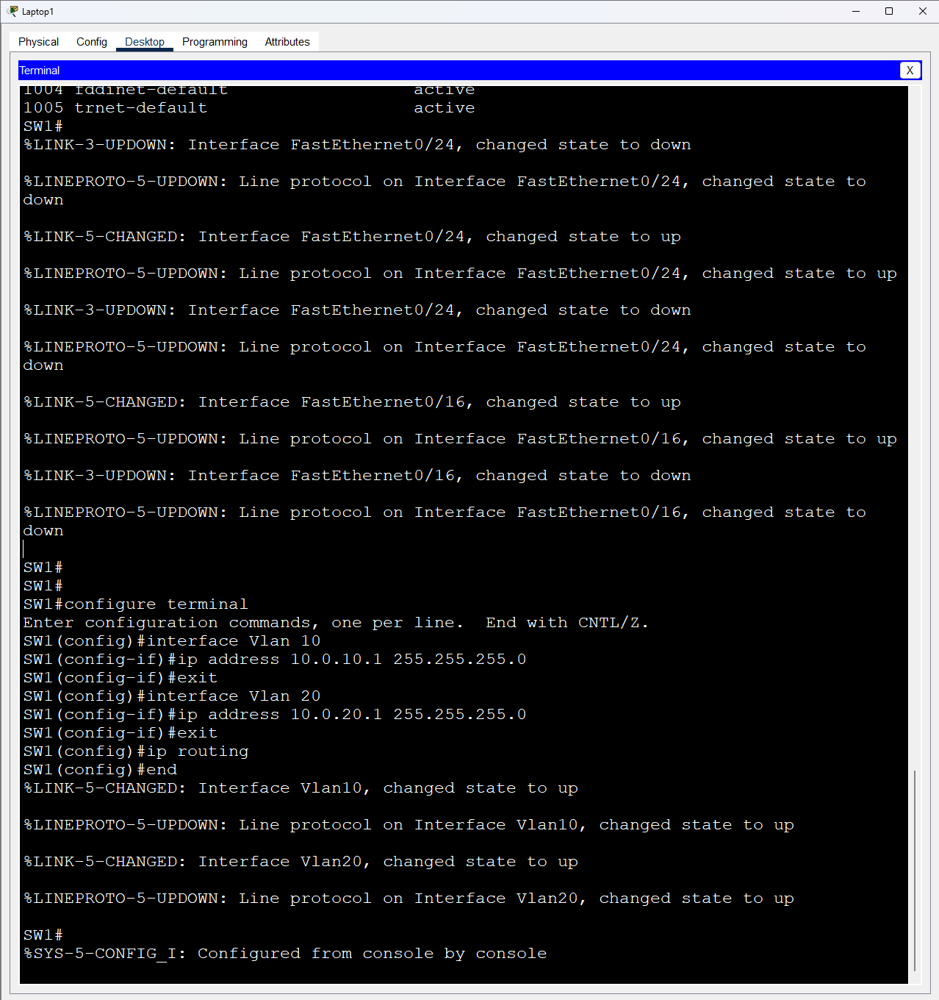 Laptop1
Physical Config Desktop Programming Attributes
Terminal X
1004 fddinet-default active
1005 trnet-default active
SW1#
%LINK-3-UPDOWN: Interface FastEthernet0/24, changed state to down
%LINEPROTO-5-UPDOWN: Line protocol on Interface FastEthernet0/24, changed state to
down
%LINK-5-CHANGED: Interface FastEthernet0/24, changed state to up
%LINEPROTO-5-UPDOWN: Line protocol on Interface FastEthernet0/24, changed state to up
%LINK-3-UPDOWN: Interface FastEthernet0/24, changed state to down
%LINEPROTO-5-UPDOWN: Line protocol on Interface FastEthernet0/24, changed state to
down
%LINK-5-CHANGED: Interface FastEthernet0/16, changed state to up
%LINEPROTO-5-UPDOWN: Line protocol on Interface FastEthernet0/16, changed state to up
%LINK-3-UPDOWN: Interface FastEthernet0/16, changed state to down
%LINEPROTO-5-UPDOWN: Line protocol on Interface FastEthernet0/16, changed state to
down
SW1#
SW1#
SW1#configure terminal
Enter configuration commands, one per line.  End with CNTL/Z.
SW1(config)#interface Vlan 10
SW1(config-if)#ip address 10.0.10.1 255.255.255.0
SW1(config-if)#exit
SW1(config)#interface Vlan 20
SW1(config-if)#ip address 10.0.20.1 255.255.255.0
SW1(config-if)#exit
SW1(config)#ip routing
SW1(config)#end
%LINK-5-CHANGED: Interface Vlan10, changed state to up
%LINEPROTO-5-UPDOWN: Line protocol on Interface Vlan10, changed state to up
%LINK-5-CHANGED: Interface Vlan20, changed state to up
%LINEPROTO-5-UPDOWN: Line protocol on Interface Vlan20, changed state to up
SW1#
%SYS-5-CONFIG_I: Configured from console by console